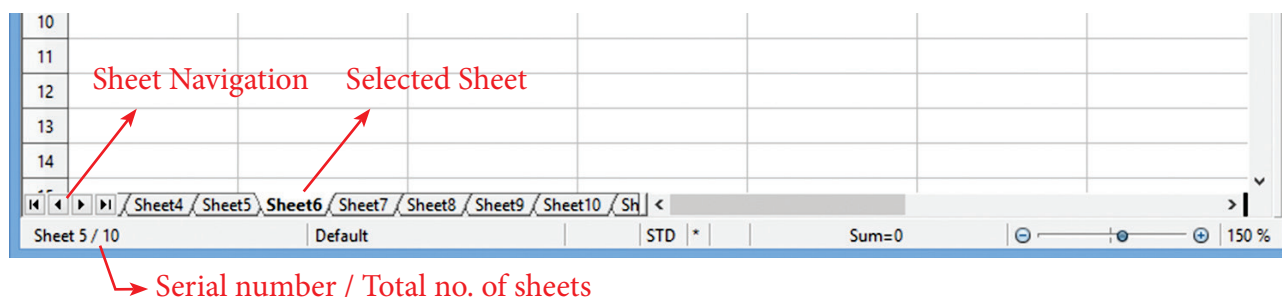 10
11
Sheet Navigation Selected Sheet
12
13
14
Sheet4 Sheet5 Sheet6 Sheet7 Sheet8 Sheet9 Sheet10 Sh
Sheet 5 / 10 Default STD * Sum=0 150 %
Serial number / Total no. of sheets